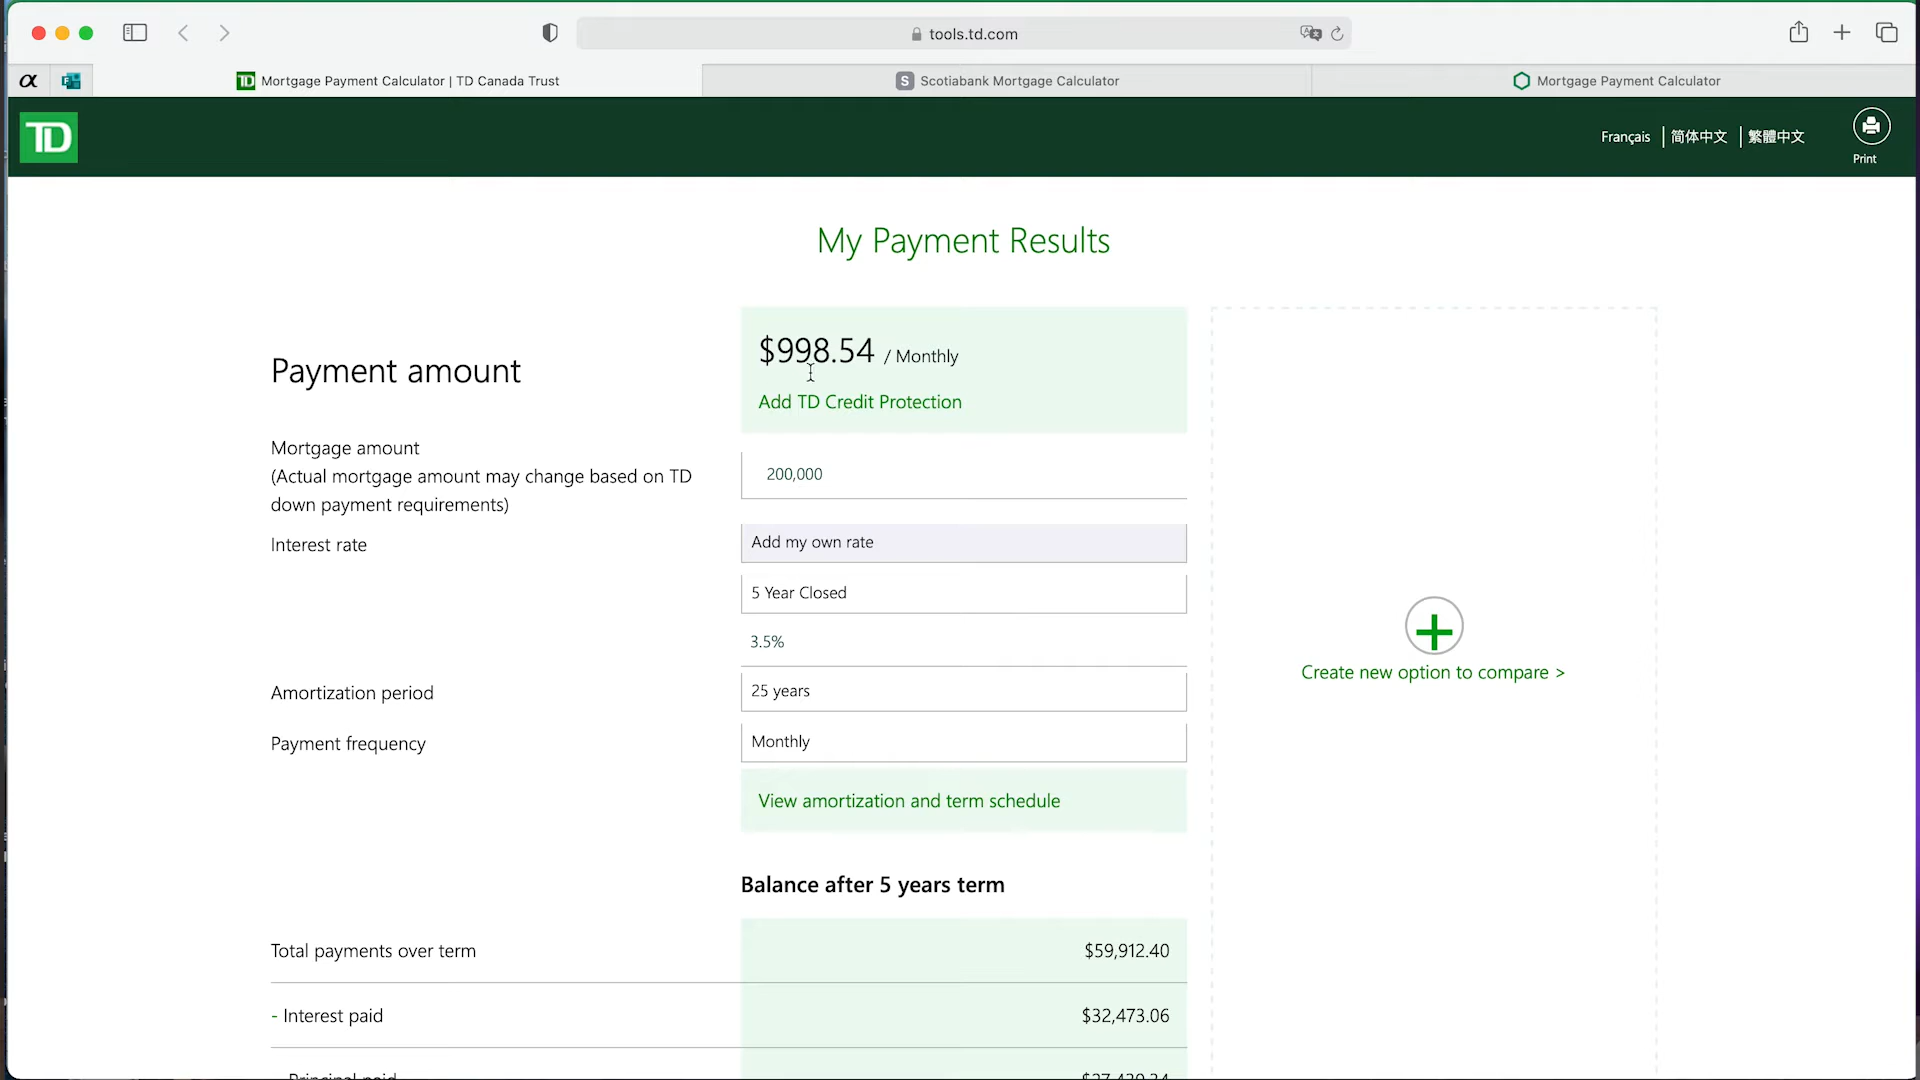 tools.td.com
α
TD Mortgage Payment Calculator | TD Canada Trust
S Scotiabank Mortgage Calculator
Mortgage Payment Calculator
TD
Français
简体中文
繁體中文
Print
My Payment Results
Payment amount
$998.54 / Monthly
Add TD Credit Protection
Mortgage amount
(Actual mortgage amount may change based on TD
down payment requirements)
200,000
Interest rate
Add my own rate
5 Year Closed
3.5%
Amortization period
25 years
Payment frequency
Monthly
View amortization and term schedule
Create new option to compare >
Balance after 5 years term
Total payments over term
$59,912.40
- Interest paid
$32,473.06